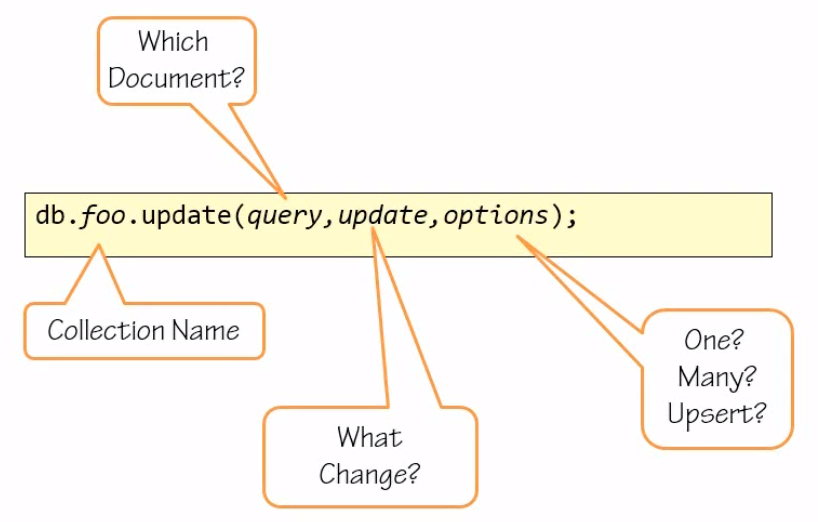 Which
Document?
db.foo.update(query,update,options);
Collection Name
One?
Many?
Upsert?
What
Change?